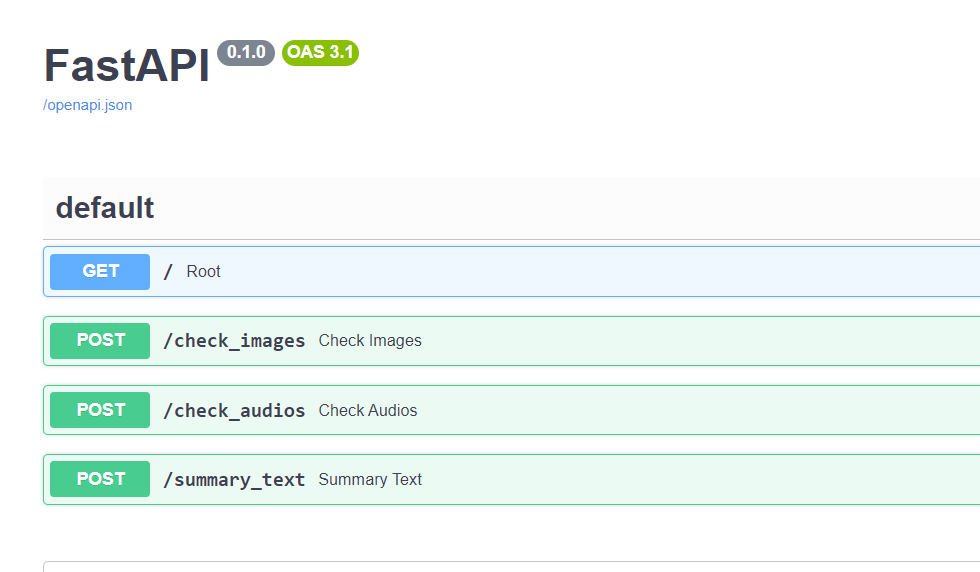 FastAPI 0.1.0 OAS 3.1
/openapi.json
default
GET / Root
POST /check_images Check Images
POST /check_audios Check Audios
POST /summary_text Summary Text